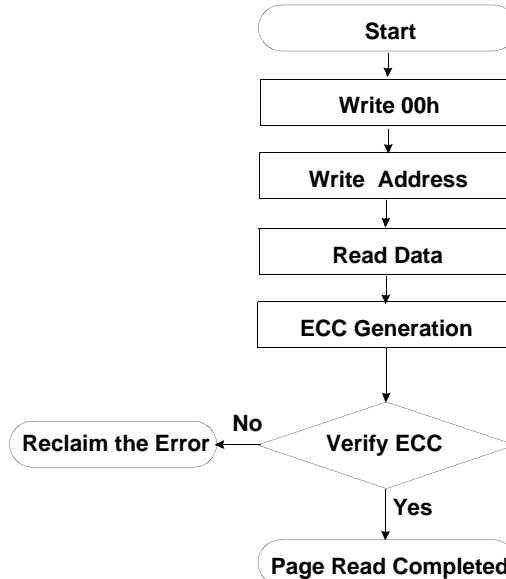 Start
Write 00h
Write Address
Read Data
ECC Generation
No
Reclaim the Error
Verify ECC
Yes
Page Read Completed